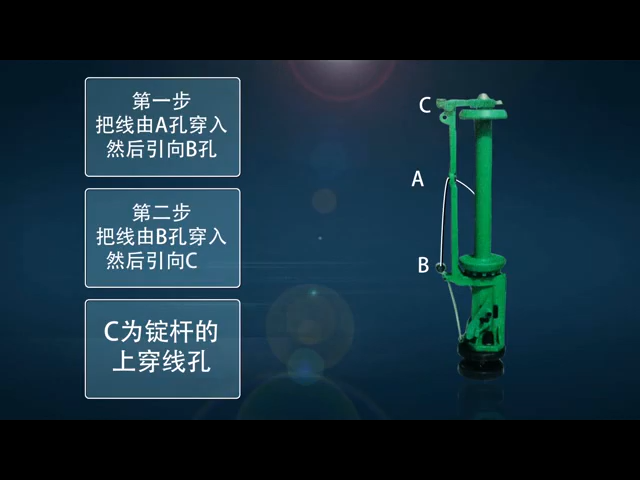 第一步
把线由A孔穿入
然后引向B孔
第二步
把线由B孔穿入
然后引向C
C为锭杆的
上穿线孔
C
A
B